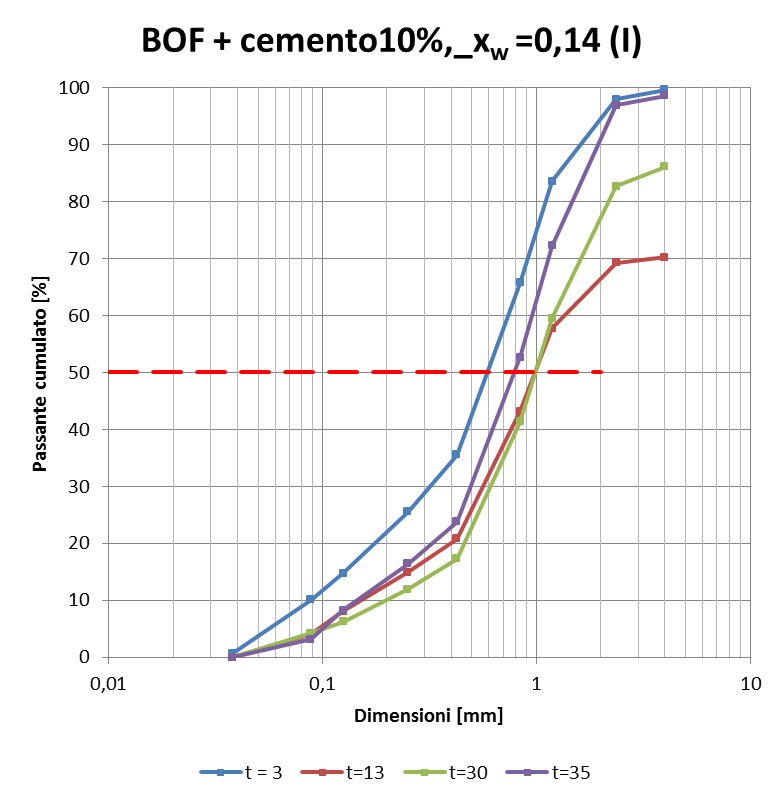 BOF + cemento10%,_xw =0,14 (I)
100
90
80
70
60
50
40
30
20
10
0
Passante cumulato [%]
0,01 0,1 1 10
Dimensioni [mm]
t = 3 t=13 t=30 t=35